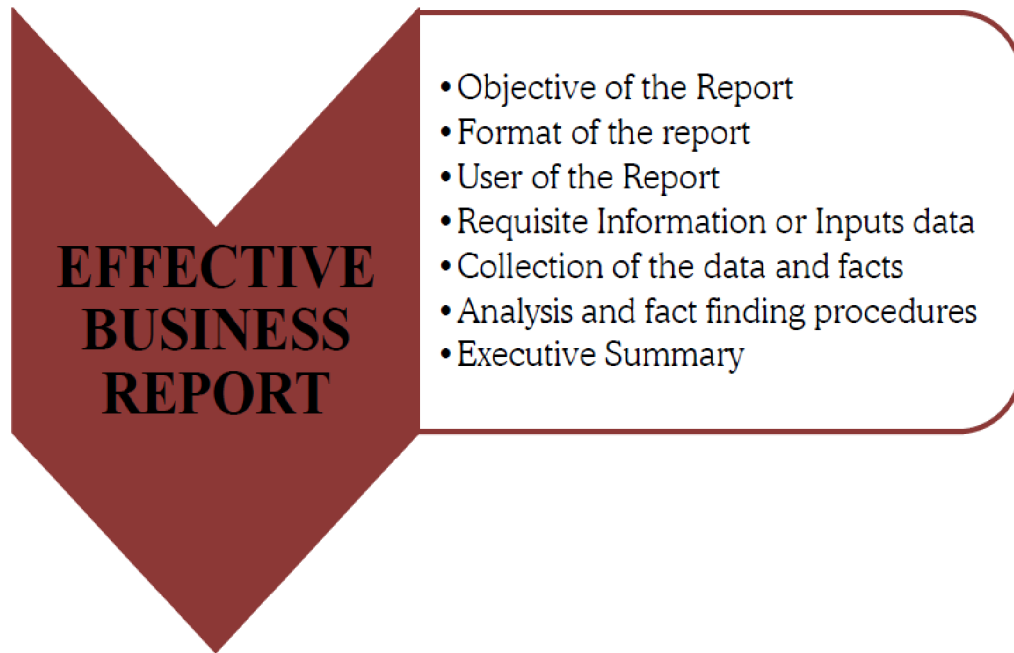 EFFECTIVE
BUSINESS
REPORT
•Objective of the Report
•Format of the report
•User of the Report
•Requisite Information or Inputs data
•Collection of the data and facts
•Analysis and fact finding procedures
•Executive Summary